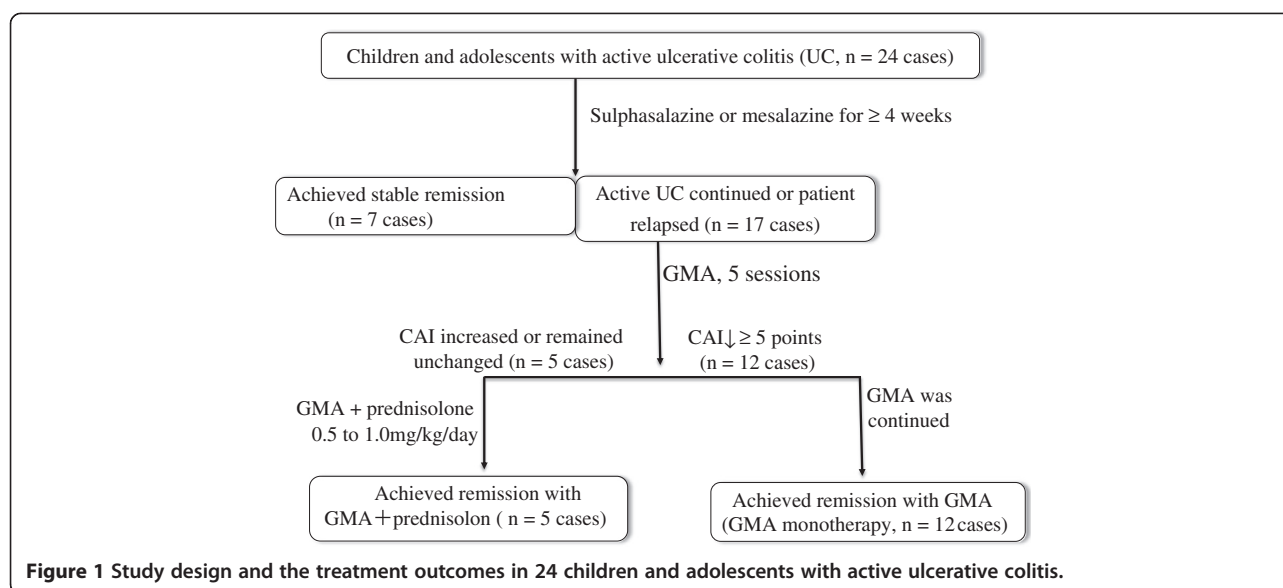 Children and adolescents with active ulcerative colitis (UC, n = 24 cases)
Sulphasalazine or mesalazine for ≥ 4 weeks
Achieved stable remission
(n = 7 cases)
Active UC continued or patient
relapsed (n = 17 cases)
GMA, 5 sessions
CAI increased or remained
unchanged (n = 5 cases)
CAI↓ ≥ 5 points
(n = 12 cases)
GMA + prednisolone
0.5 to 1.0mg/kg/day
GMA was
continued
Achieved remission with
GMA+prednisolon ( n = 5 cases)
Achieved remission with GMA
(GMA monotherapy, n = 12 cases)
Figure 1 Study design and the treatment outcomes in 24 children and adolescents with active ulcerative colitis.